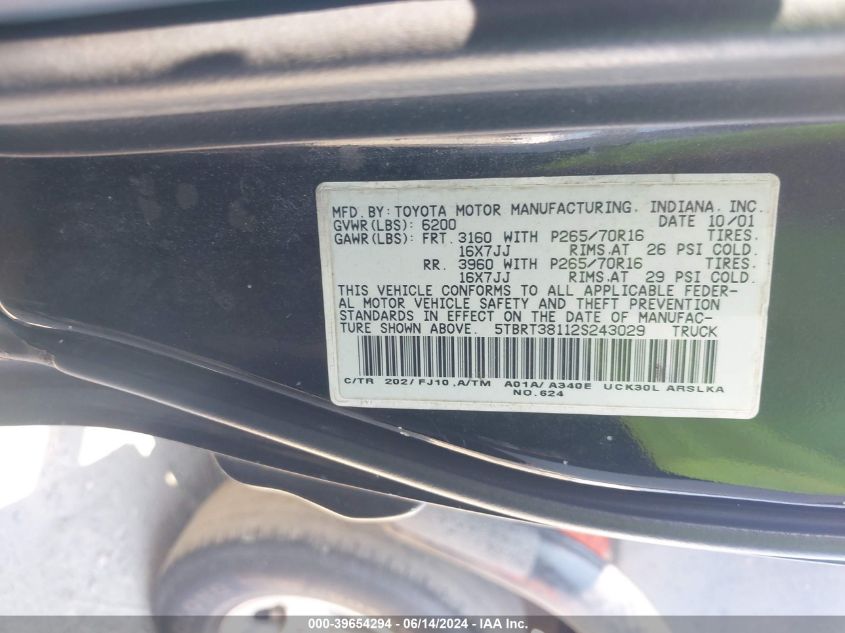 MFD. BY: TOYOTA MOTOR MANUFACTURING, INDIANA, INC.
GVWR(LBS): 6200 DATE 10/01
GAWR(LBS): FRT. 3160 WITH P265/70R16 TIRES.
16X7JJ RIMS.AT 26 PSI COLD.
RR. 3960 WITH P265/70R16 TIRES.
16X7JJ RIMS.AT 29 PSI COLD.
THIS VEHICLE CONFORMS TO ALL APPLICABLE FEDER-
AL MOTOR VEHICLE SAFETY AND THEFT PREVENTION
STANDARDS IN EFFECT ON THE DATE OF MANUFAC-
TURE SHOWN ABOVE. 5TBRT38112S243029 TRUCK
C/TR 202/FJ10,A/TM A01A/A340E UCK30L ARSLKA
NO.624
000-39654294 - 06/14/2024 - IAA Inc.